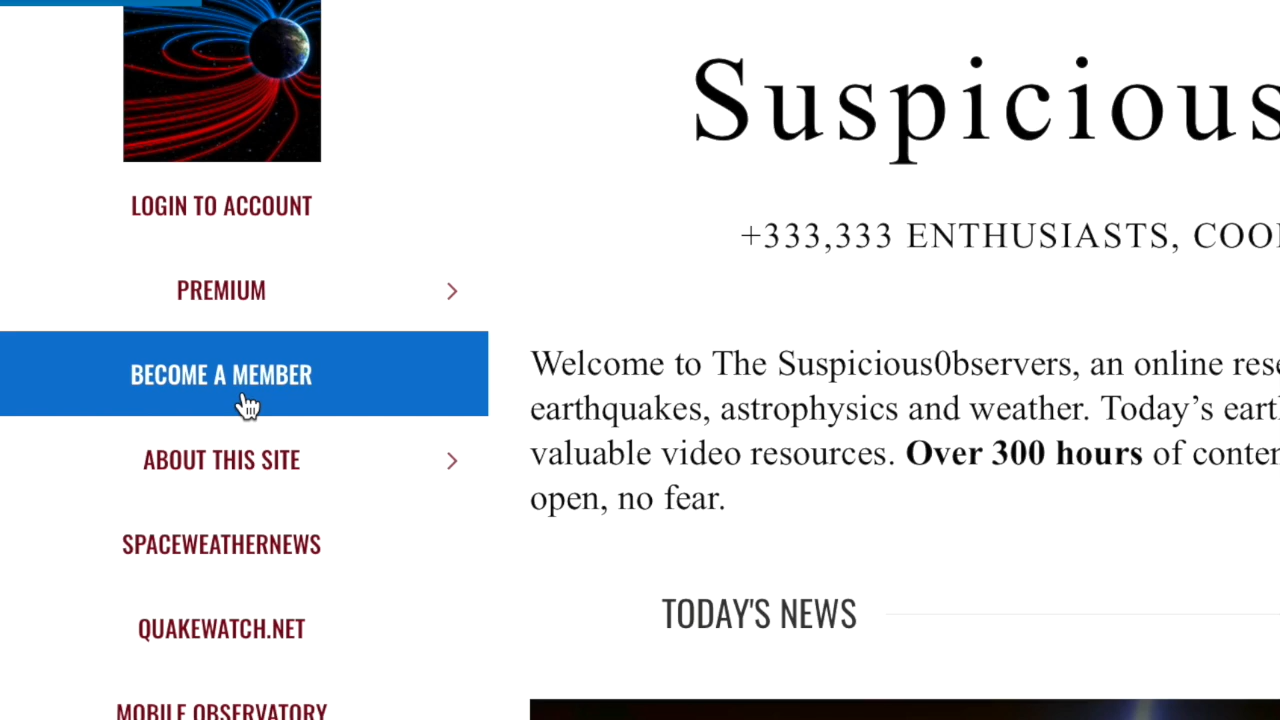 LOGIN TO ACCOUNT
PREMIUM
BECOME A MEMBER
ABOUT THIS SITE
SPACEWEATHERNEWS
QUAKEWATCH.NET
MOBILE OBSERVATORY
Suspicious
+333,333 ENTHUSIASTS,
Welcome to The Suspicious0bservers, an online
earthquakes, astrophysics and weather. Today’s
valuable video resources. Over 300 hours of
open, no fear.
TODAY'S NEWS